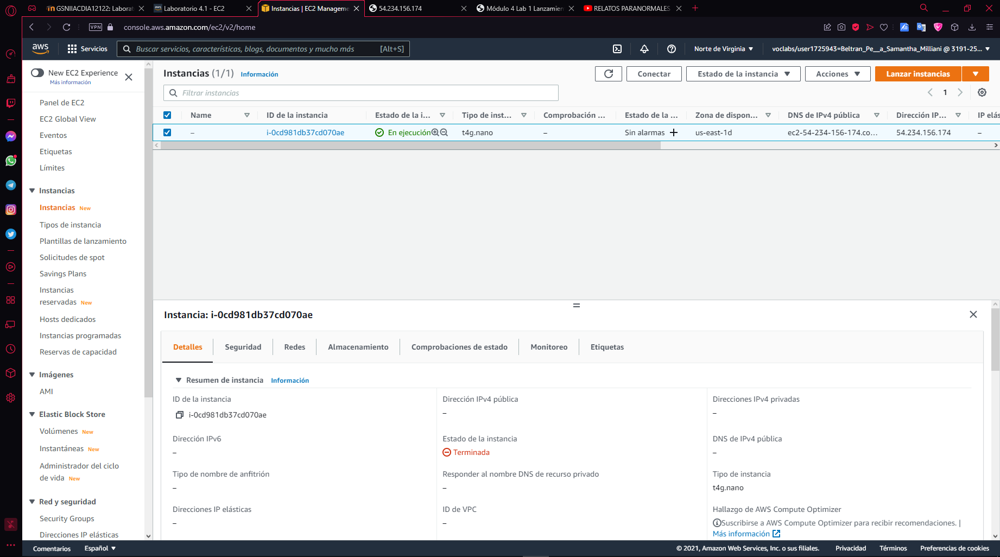 GSNIIACDIA12122: Laborat
Laboratorio 4.1 - EC2
Instancias | EC2 Manageme
54.234.156.174
Módulo 4 Lab 1 Lanzamien
RELATOS PARANORMALES
VPN
console.aws.amazon.com/ec2/v2/home
aws
Servicios
Buscar servicios, características, blogs, documentos y mucho más
[Alt+S]
Norte de Virginia
voclabs/user1725943=Beltran_Pe__a_Samantha_Milliani @ 3191-25...
New EC2 Experience
Más información
Panel de EC2
EC2 Global View
Eventos
Etiquetas
Límites
Instancias
Instancias New
Tipos de instancia
Plantillas de lanzamiento
Solicitudes de spot
Savings Plans
Instancias
reservadas New
Hosts dedicados
Instancias programadas
Reservas de capacidad
Imágenes
AMI
Elastic Block Store
Volúmenes New
Instantáneas New
Administrador del ciclo
de vida New
Red y seguridad
Security Groups
Direcciones IP elásticas
Instancias (1/1) Información
Conectar
Estado de la instancia
Acciones
Lanzar instancias
Filtrar instancias
1
Name
ID de la instancia
Estado de la i...
Tipo de inst...
Comprobación ...
Estado de la ...
Zona de dispon...
DNS de IPv4 pública
Dirección IP...
IP elás
–
i-0cd981db37cd070ae
En ejecución
t4g.nano
–
Sin alarmas
us-east-1d
ec2-54-234-156-174.co...
54.234.156.174
–
Instancia: i-0cd981db37cd070ae
Detalles
Seguridad
Redes
Almacenamiento
Comprobaciones de estado
Monitoreo
Etiquetas
Resumen de instancia Información
ID de la instancia
i-0cd981db37cd070ae
Dirección IPv4 pública
–
Direcciones IPv4 privadas
–
Dirección IPv6
–
Estado de la instancia
Terminada
DNS de IPv4 pública
–
Tipo de nombre de anfitrión
–
Responder al nombre DNS de recurso privado
–
Tipo de instancia
t4g.nano
Direcciones IP elásticas
–
ID de VPC
–
Hallazgo de AWS Compute Optimizer
Suscribirse a AWS Compute Optimizer para recibir recomendaciones. |
Más información
Comentarios
Español
© 2021, Amazon Web Services, Inc. o sus filiales.
Privacidad
Términos
Preferencias de cookies